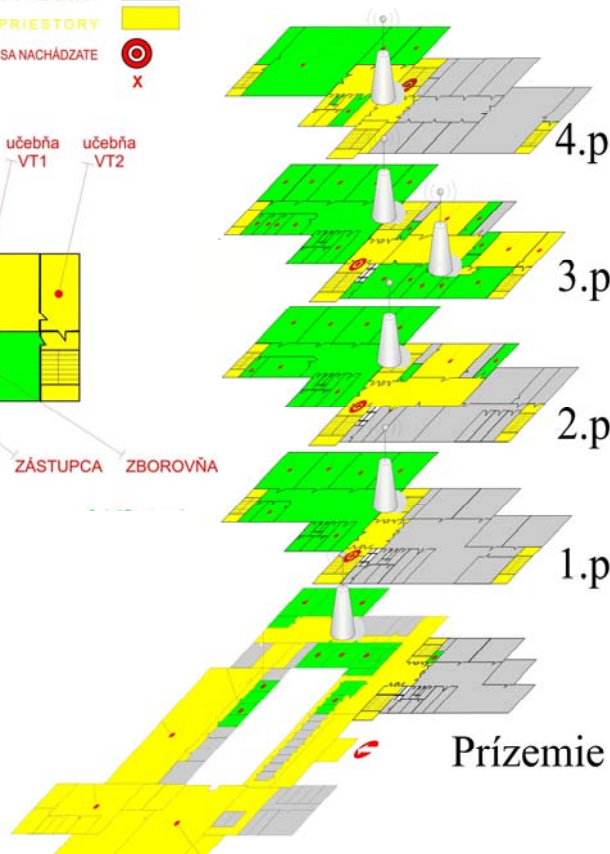 PRIESTORY
SA NACHÁDZATE
X
učebňa
VT1
učebňa
VT2
ZÁSTUPCA
ZBOROVŇA
4.p
3.p
2.p
1.p
Prízemie